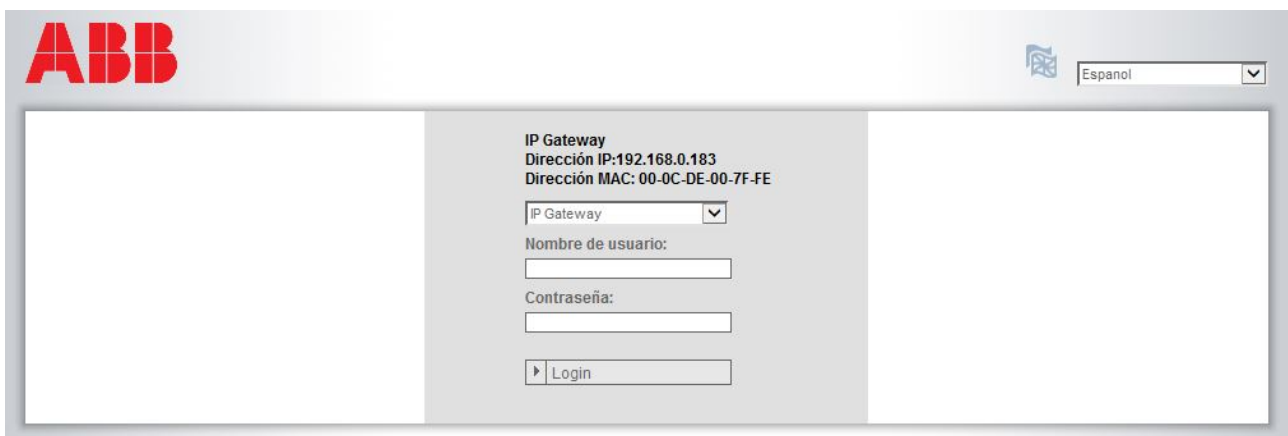 ABB
Espanol
IP Gateway
Dirección IP:192.168.0.183
Dirección MAC: 00-0C-DE-00-7F-FE
IP Gateway
Nombre de usuario:
Contraseña:
Login